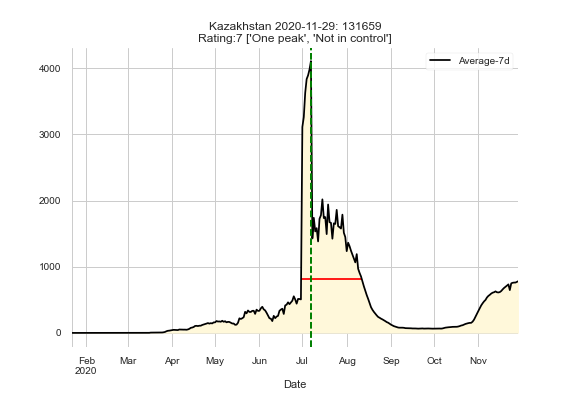 Kazakhstan 2020-11-29: 131659
Rating:7 ['One peak', 'Not in control']
Average-7d
4000
3000
2000
1000
0
Feb Mar Apr May Jun Jul Aug Sep Oct Nov
2020
Date